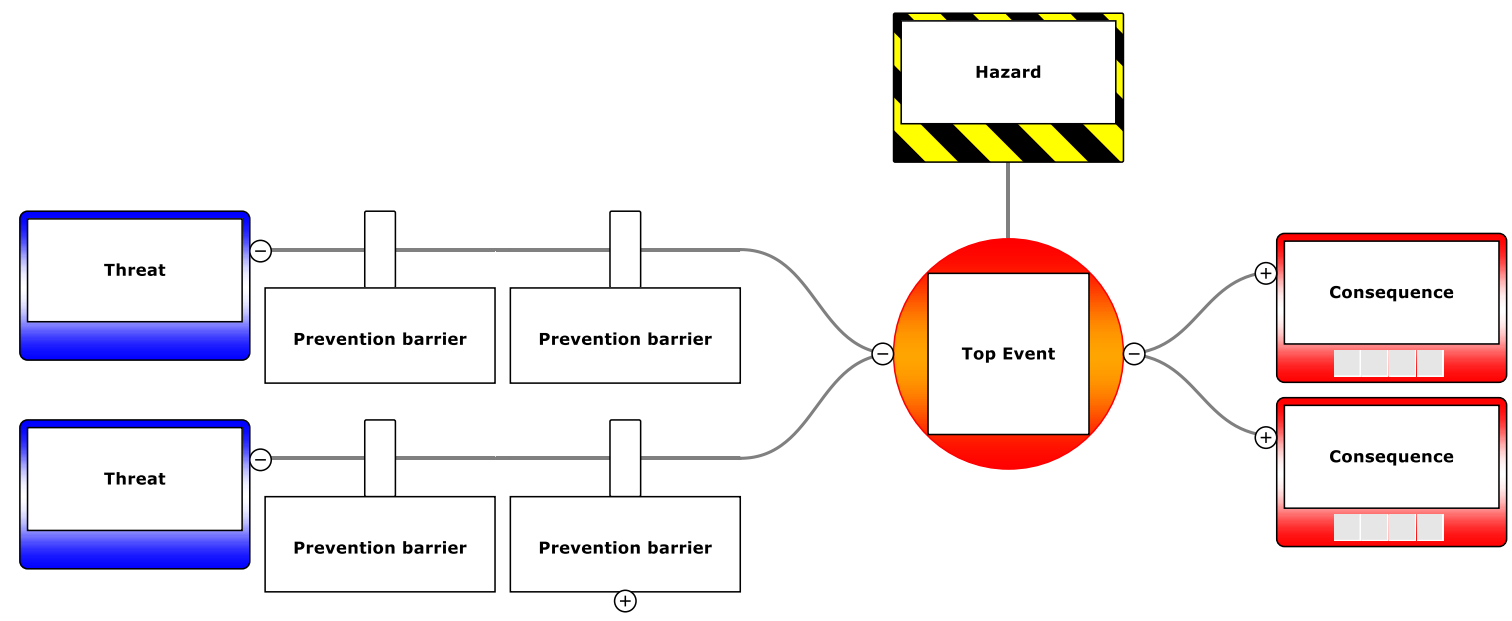 Hazard
Threat
Prevention barrier
Prevention barrier
Top Event
Consequence
Consequence
Threat
Prevention barrier
Prevention barrier